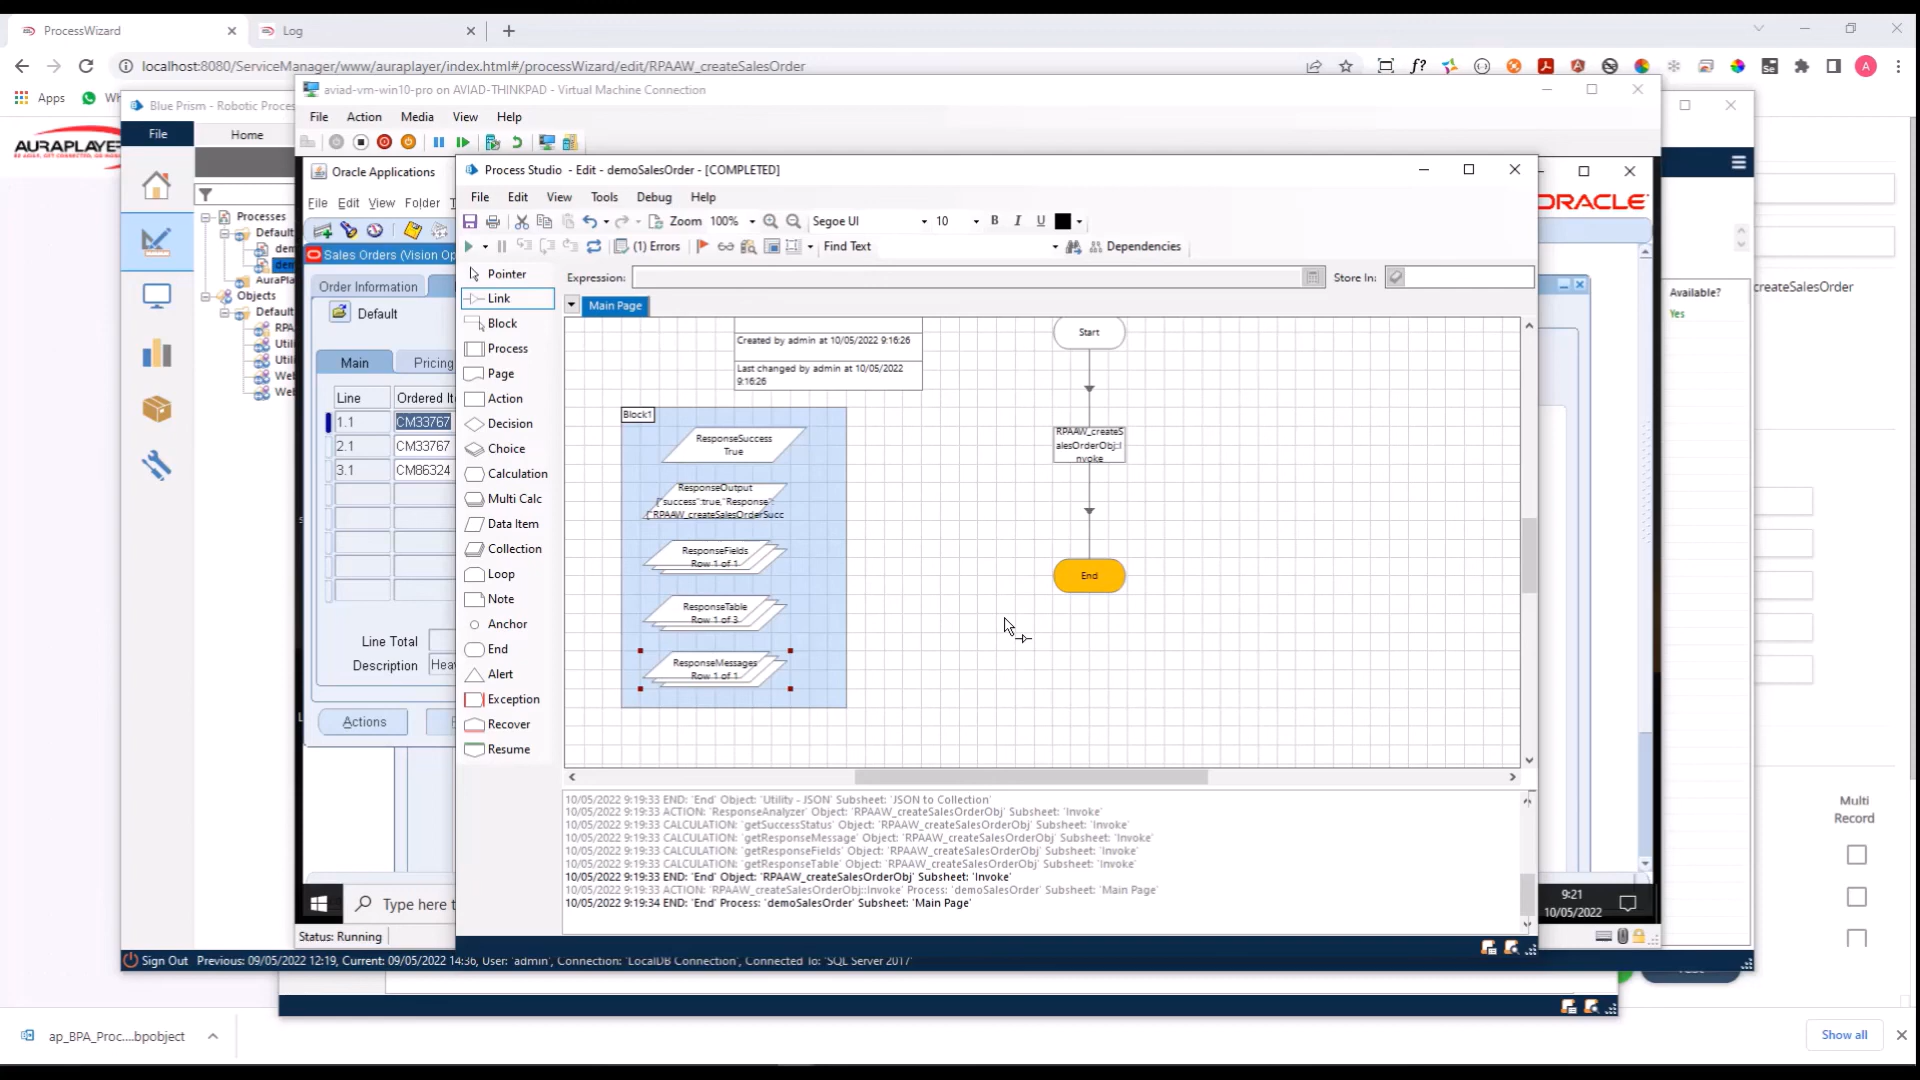 ProcessWizard
Log
localhost:8080/ServiceManager/www/auraplayer/index.html#/processWizard/edit/RPAAW_createSalesOrder
Apps
Blue Prism - Robotic Proce
aviad-vm-win10-pro on AVIAD-THINKPAD - Virtual Machine Connection
File Action Media View Help
AURAPLAYE
File
Home
Processes
Default
Objects
Default
Oracle Applications
File Edit View Folder
Sales Orders (Vision Op
Order Information
Default
Main
Pricing
Line
Ordered It
1.1 CM33767
2.1 CM33767
3.1 CM86324
Line Total
Description
Actions
Process Studio - Edit - demoSalesOrder - [COMPLETED]
File Edit View Tools Debug Help
Zoom 100%
Segoe UI
10
B I U
(1) Errors
Find Text
Dependencies
Expression:
Store In:
Main Page
Pointer
Link
Block
Process
Page
Action
Decision
Choice
Calculation
Multi Calc
Data Item
Collection
Loop
Note
Anchor
End
Alert
Exception
Recover
Resume
Created by admin at 10/05/2022 9:16:26
Last changed by admin at 10/05/2022
9:16:26
Block1
ResponseSuccess
True
ResponseOutput
{"success":true,"Response":
{"RPAAW_createSalesOrderSucc
ResponseFields
Row 1 of 1
ResponseTable
Row 1 of 3
ResponseMessages
Row 1 of 1
Start
RPAAW_createS
alesOrderObj::I
nvoke
End
10/05/2022 9:19:33 END: 'End' Object: 'Utility - JSON' Subsheet: 'JSON to Collection'
10/05/2022 9:19:33 ACTION: 'ResponseAnalyzer' Object: 'RPAAW_createSalesOrderObj' Subsheet: 'Invoke'
10/05/2022 9:19:33 CALCULATION: 'getSuccessStatus' Object: 'RPAAW_createSalesOrderObj' Subsheet: 'Invoke'
10/05/2022 9:19:33 CALCULATION: 'getResponseMessage' Object: 'RPAAW_createSalesOrderObj' Subsheet: 'Invoke'
10/05/2022 9:19:33 CALCULATION: 'getResponseFields' Object: 'RPAAW_createSalesOrderObj' Subsheet: 'Invoke'
10/05/2022 9:19:33 CALCULATION: 'getResponseTable' Object: 'RPAAW_createSalesOrderObj' Subsheet: 'Invoke'
10/05/2022 9:19:33 END: 'End' Object: 'RPAAW_createSalesOrderObj' Subsheet: 'Invoke'
10/05/2022 9:19:33 ACTION: 'RPAAW_createSalesOrderObj::Invoke' Process: 'demoSalesOrder' Subsheet: 'Main Page'
10/05/2022 9:19:34 END: 'End' Process: 'demoSalesOrder' Subsheet: 'Main Page'
ORACLE
Available?
Yes
createSalesOrder
Multi
Record
Type here t
9:21
10/05/2022
Status: Running
Sign Out Previous: 09/05/2022 12:19, Current: 09/05/2022 14:36, User: 'admin', Connection: 'LocalDB Connection', Connected To: 'SQL Server 2017'
ap_BPA_Proc....bpobject
Show all